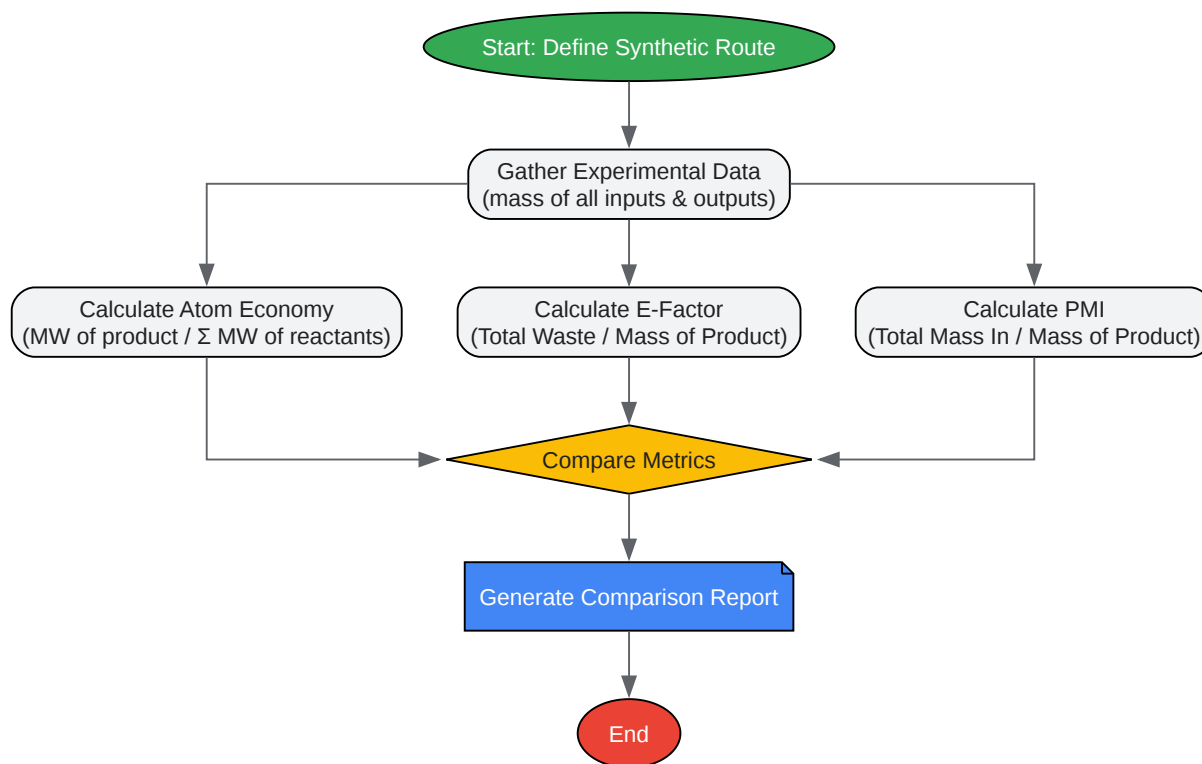 Start: Define Synthetic Route
Gather Experimental Data
(mass of all inputs & outputs)
Calculate Atom Economy
(MW of product / Σ MW of reactants)
Calculate E-Factor
(Total Waste / Mass of Product)
Calculate PMI
(Total Mass In / Mass of Product)
Compare Metrics
Generate Comparison Report
End